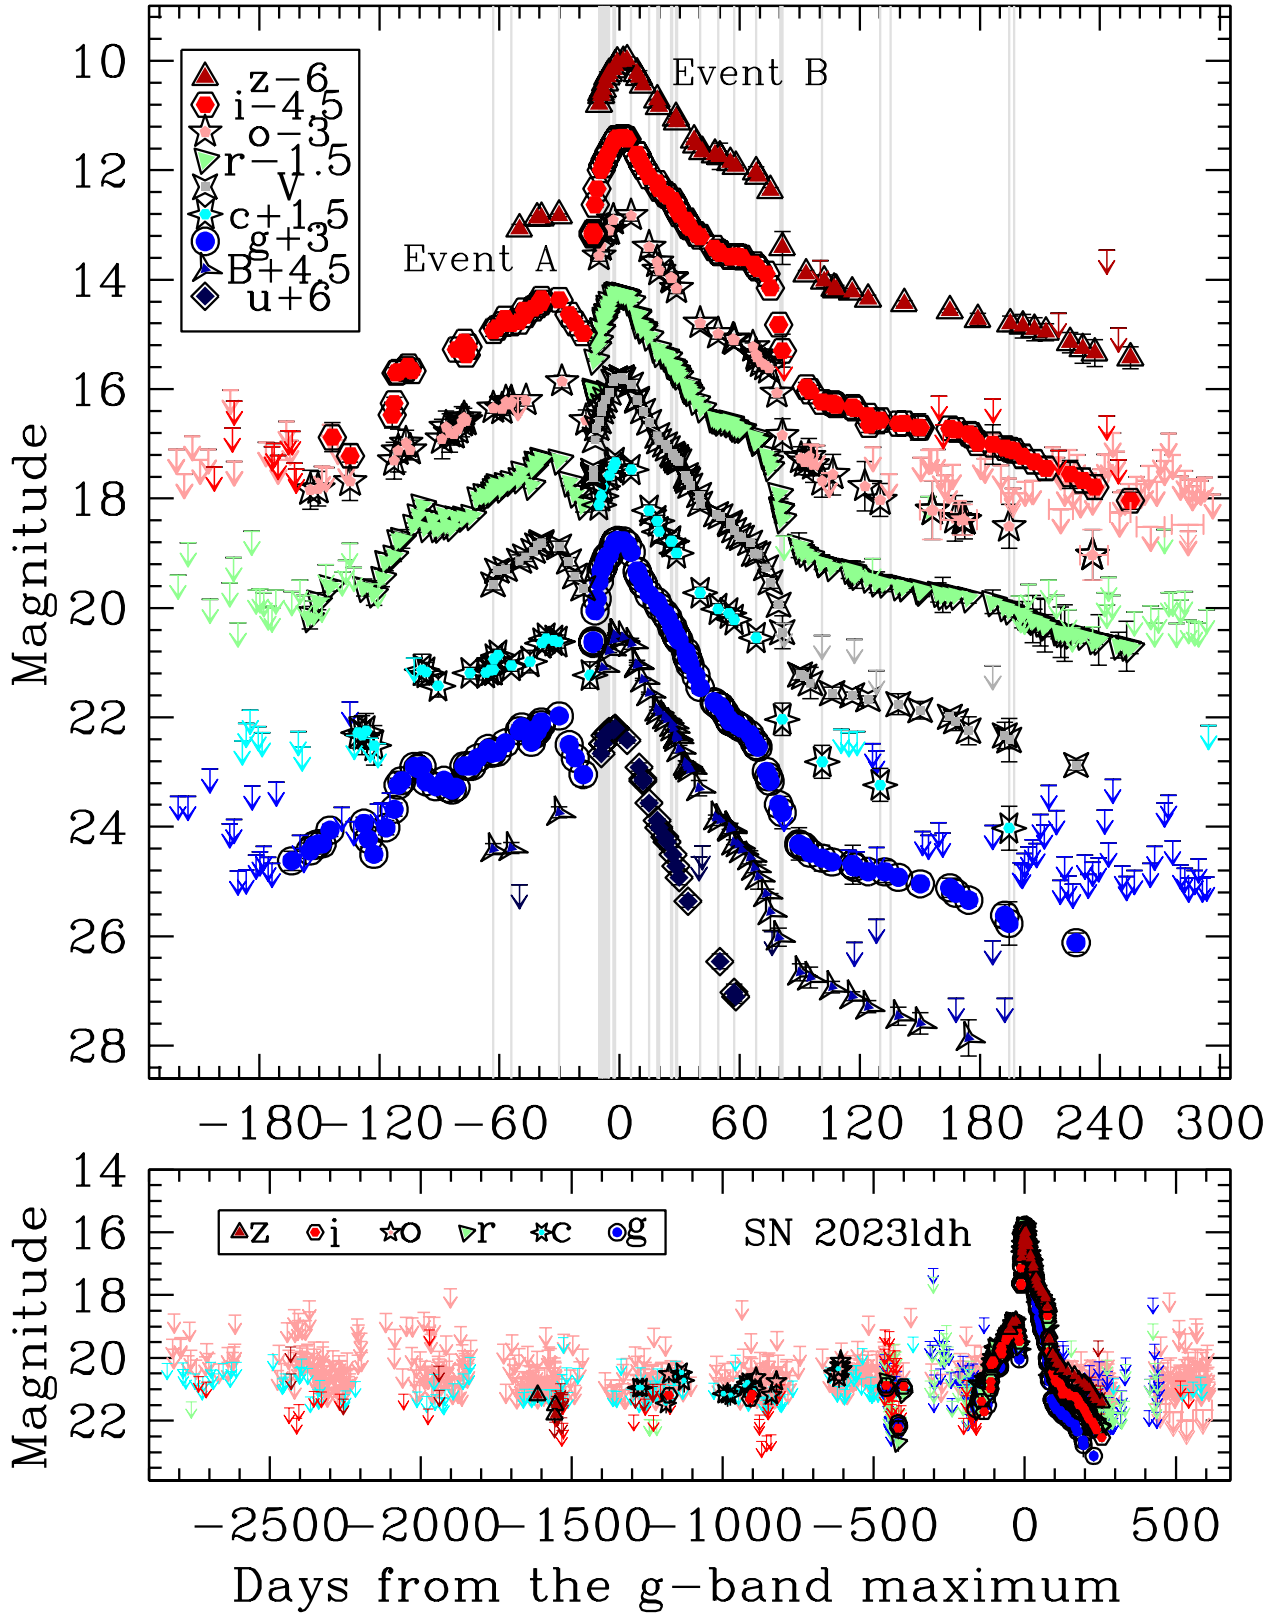 10
12
14
16
18
20
22
24
26
28
Magnitude
z−6
i−4.5
o−3
r−1.5
V
c+1.5
g+3
B+4.5
u+6
Event B
Event A
−180 −120 −60 0 60 120 180 240 300
14
16
18
20
22
Magnitude
z i o r c g
SN 2023ldh
−2500 −2000 −1500 −1000 −500 0 500
Days from the g−band maximum